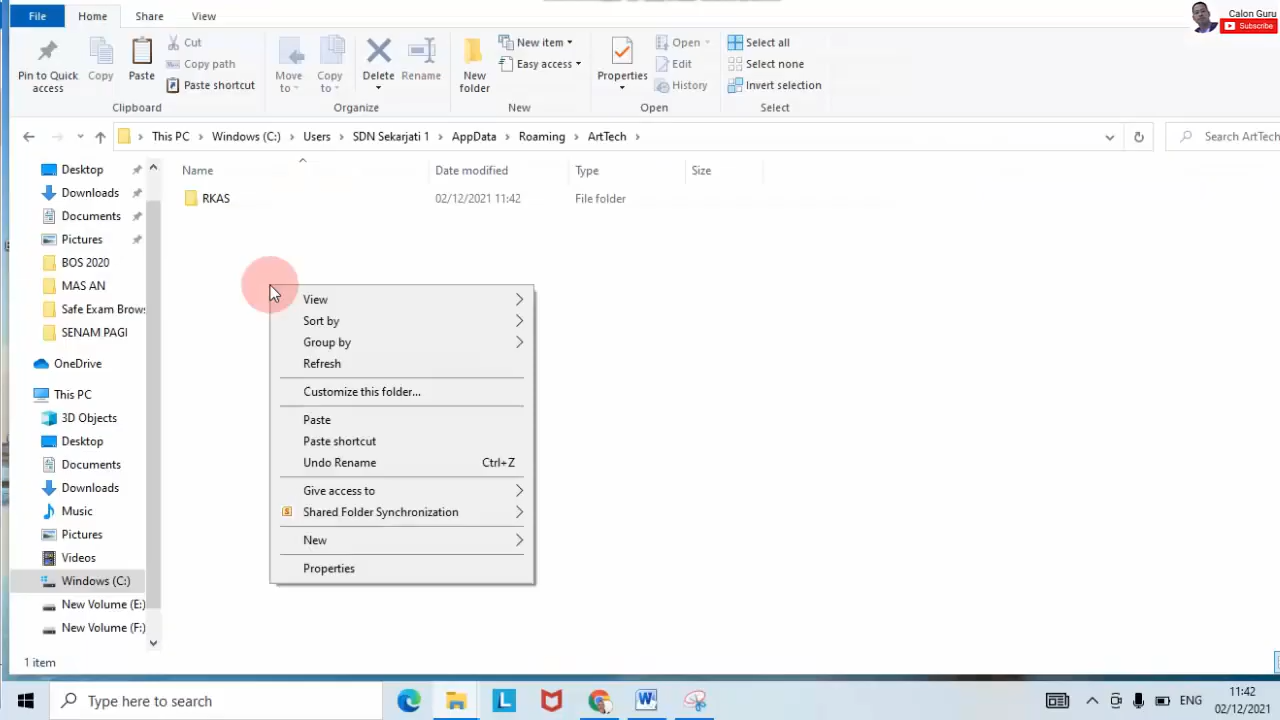 Calon Guru
Subscribe
File Home Share View
Pin to Quick access
Copy
Paste
Cut
Copy path
Paste shortcut
Clipboard
Move to
Copy to
Delete
Rename
Organize
New folder
New item
Easy access
New
Properties
Open
Edit
History
Open
Select all
Select none
Invert selection
Select
This PC > Windows (C:) > Users > SDN Sekarjati 1 > AppData > Roaming > ArtTech >
Search ArtTech
Name Date modified Type Size
RKAS 02/12/2021 11:42 File folder
Desktop
Downloads
Documents
Pictures
BOS 2020
MAS AN
Safe Exam Brows
SENAM PAGI
OneDrive
This PC
3D Objects
Desktop
Documents
Downloads
Music
Pictures
Videos
Windows (C:)
New Volume (E:)
New Volume (F:)
View
Sort by
Group by
Refresh
Customize this folder...
Paste
Paste shortcut
Undo Rename Ctrl+Z
Give access to
Shared Folder Synchronization
New
Properties
1 item
Type here to search
ENG
11:42
02/12/2021